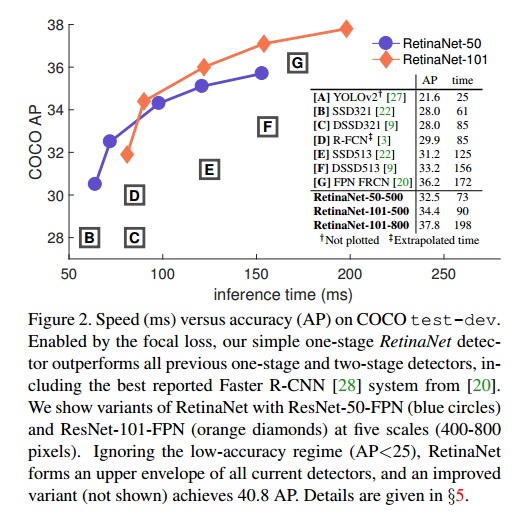 38
36
34
32
30
28
COCO AP
50
100
150
200
250
inference time (ms)
B
C
D
E
F
G
RetinaNet-50
RetinaNet-101
AP time
[A] YOLOv2† [27] 21.6 25
[B] SSD321 [22] 28.0 61
[C] DSSD321 [9] 28.0 85
[D] R-FCN‡ [3] 29.9 85
[E] SSD513 [22] 31.2 125
[F] DSSD513 [9] 33.2 156
[G] FPN FRCN [20] 36.2 172
RetinaNet-50-500 32.5 73
RetinaNet-101-500 34.4 90
RetinaNet-101-800 37.8 198
†Not plotted ‡Extrapolated time
Figure 2. Speed (ms) versus accuracy (AP) on COCO test-dev.
Enabled by the focal loss, our simple one-stage RetinaNet detec-
tor outperforms all previous one-stage and two-stage detectors, in-
cluding the best reported Faster R-CNN [28] system from [20].
We show variants of RetinaNet with ResNet-50-FPN (blue circles)
and ResNet-101-FPN (orange diamonds) at five scales (400-800
pixels). Ignoring the low-accuracy regime (AP<25), RetinaNet
forms an upper envelope of all current detectors, and an improved
variant (not shown) achieves 40.8 AP. Details are given in §5.